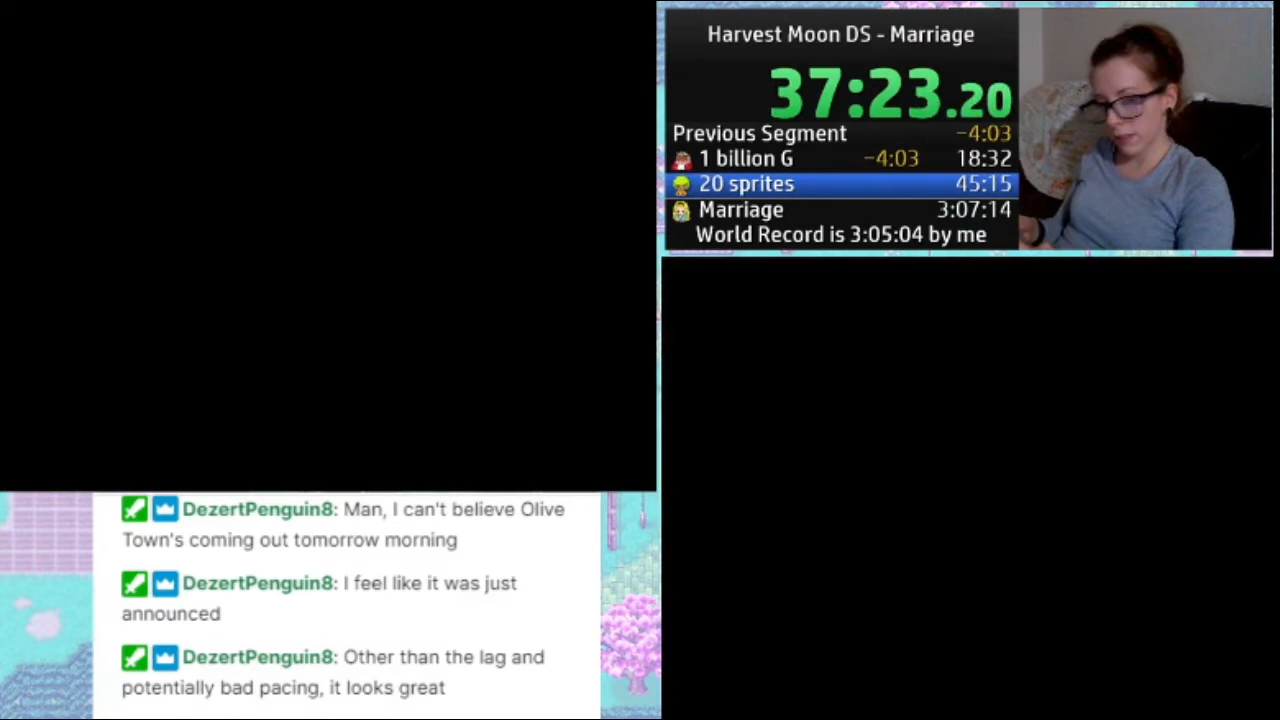 Harvest Moon DS - Marriage
37:23.20
Previous Segment -4:03
1 billion G -4:03 18:32
20 sprites 45:15
Marriage 3:07:14
World Record is 3:05:04 by me
DezertPenguin8: Man, I can't believe Olive
Town's coming out tomorrow morning
DezertPenguin8: I feel like it was just
announced
DezertPenguin8: Other than the lag and
potentially bad pacing, it looks great